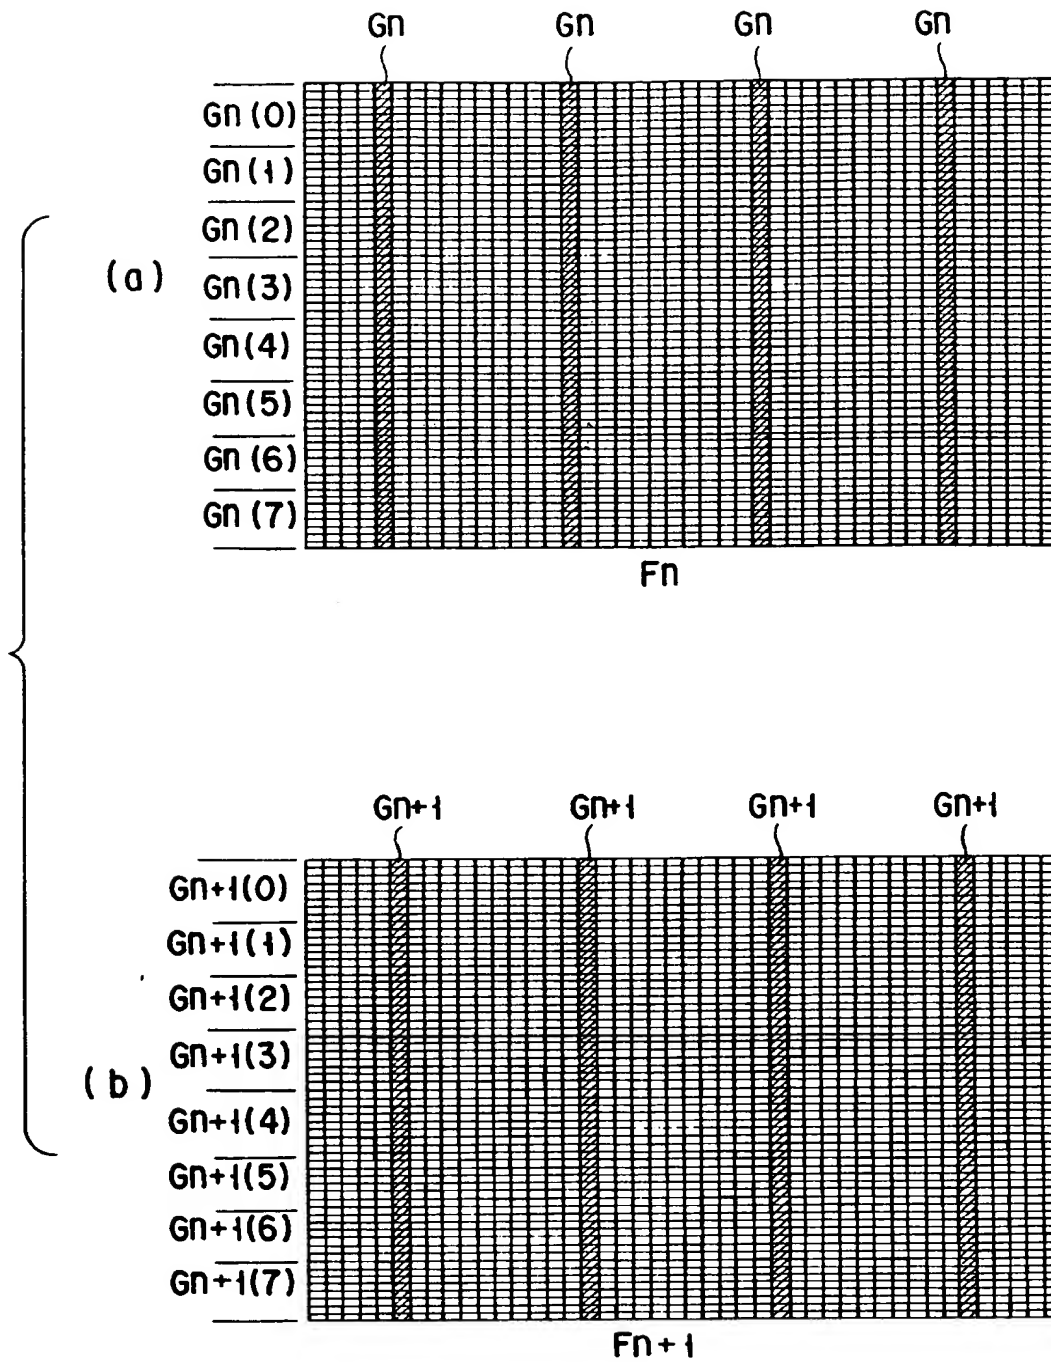 Gn Gn Gn Gn
Gn (0)
Gn (1)
Gn (2)
(a)
Gn (3)
Gn (4)
Gn (5)
Gn (6)
Gn (7)
Fn
Gn+1 Gn+1 Gn+1 Gn+1
Gn+1(0)
Gn+1(1)
Gn+1(2)
Gn+1(3)
(b)
Gn+1(4)
Gn+1(5)
Gn+1(6)
Gn+1(7)
Fn+1